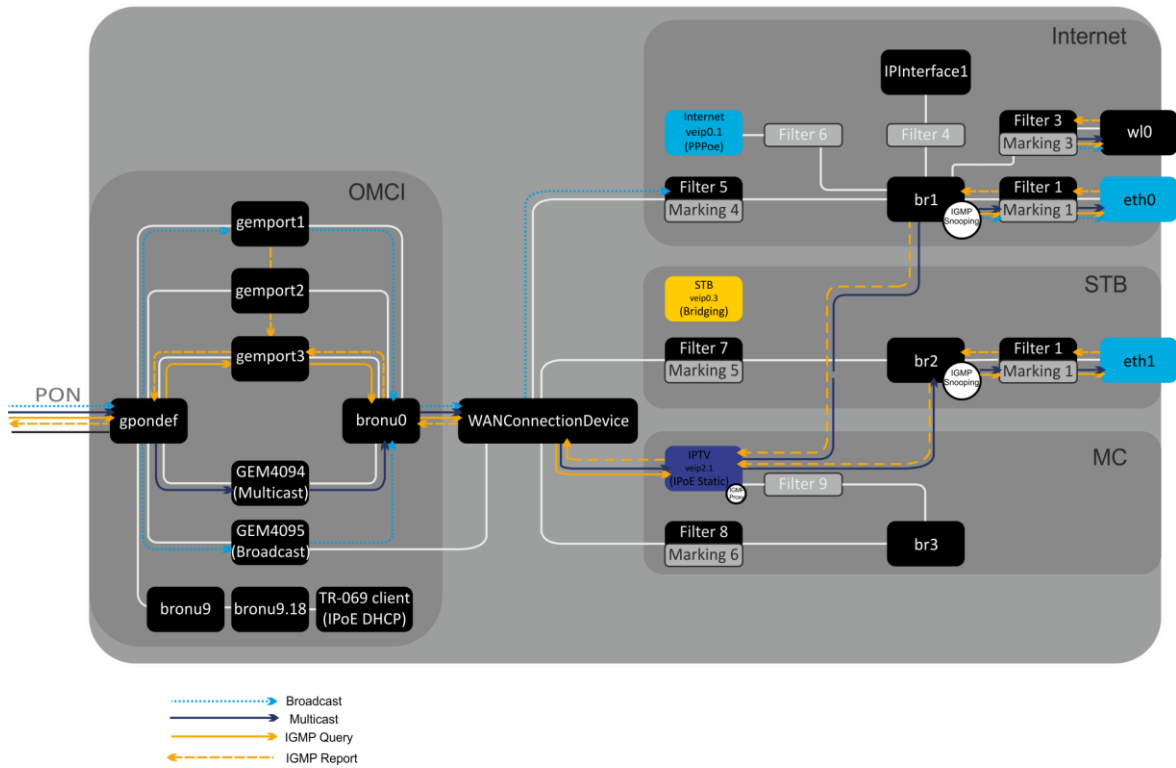 Internet
IPInterface1
Internet
veip0.1
(PPPoe)
Filter 6
Filter 4
Filter 3
Marking 3
wl0
OMCI
Filter 5
Marking 4
br1
IGMP
Snooping
Filter 1
Marking 1
eth0
gemport1
gemport2
gemport3
STB
STB
veip0.3
(Bridging)
Filter 7
Marking 5
br2
IGMP
Snooping
Filter 1
Marking 1
eth1
PON
gpondef
bronu0
WANConnectionDevice
MC
IPTV
veip2.1
(IPoE Static)
IGMP
Proxy
Filter 9
GEM4094
(Multicast)
GEM4095
(Broadcast)
Filter 8
Marking 6
br3
bronu9
bronu9.18
TR-069 client
(IPoE DHCP)
Broadcast
Multicast
IGMP Query
IGMP Report